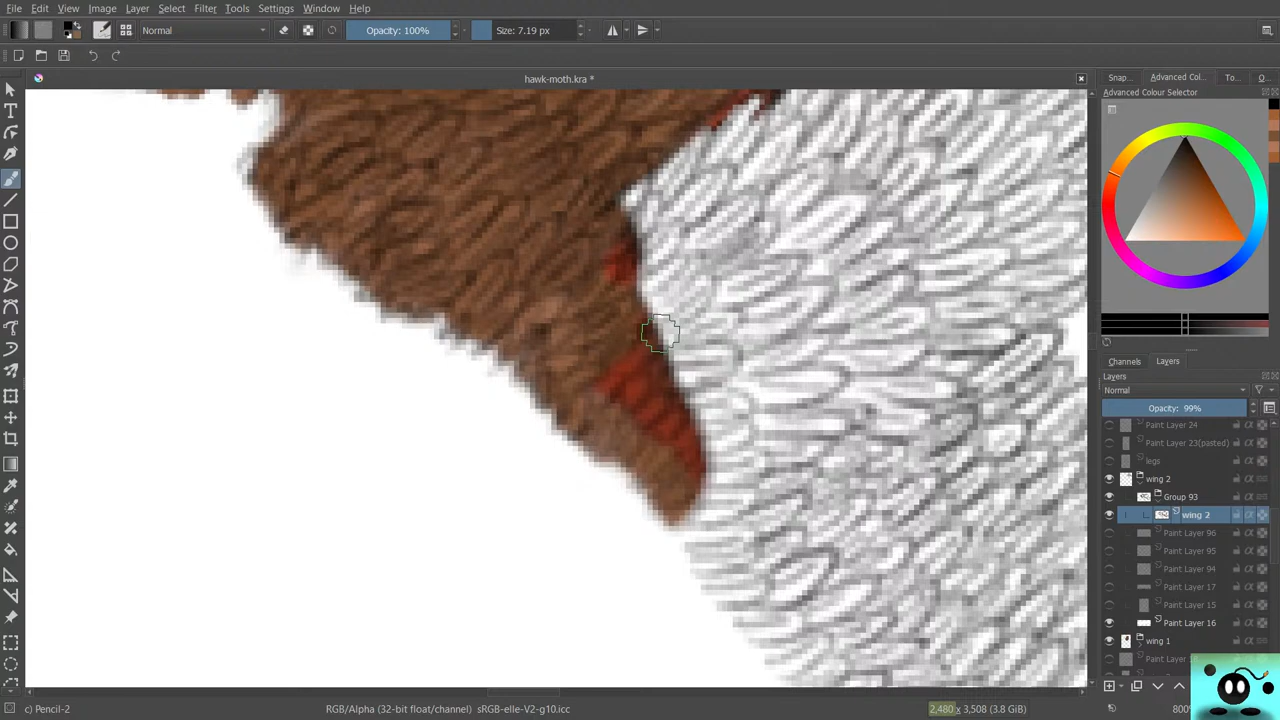 File Edit View Image Layer Select Filter Tools Settings Window Help
Normal Opacity: 100% Size: 7.19 px
hawk-moth.kra *
Snap... Advanced Col... To... O...
Advanced Colour Selector
Channels Layers
Layers
Normal
Opacity: 99%
Paint Layer 24
Paint Layer 23(pasted)
legs
wing 2
Group 93
wing 2
Paint Layer 96
Paint Layer 95
Paint Layer 94
Paint Layer 17
Paint Layer 15
Paint Layer 16
wing 1
Paint Layer
c) Pencil-2 RGB/Alpha (32-bit float/channel) sRGB-elle-V2-g10.icc 2,480 x 3,508 (3.8 GiB) 800